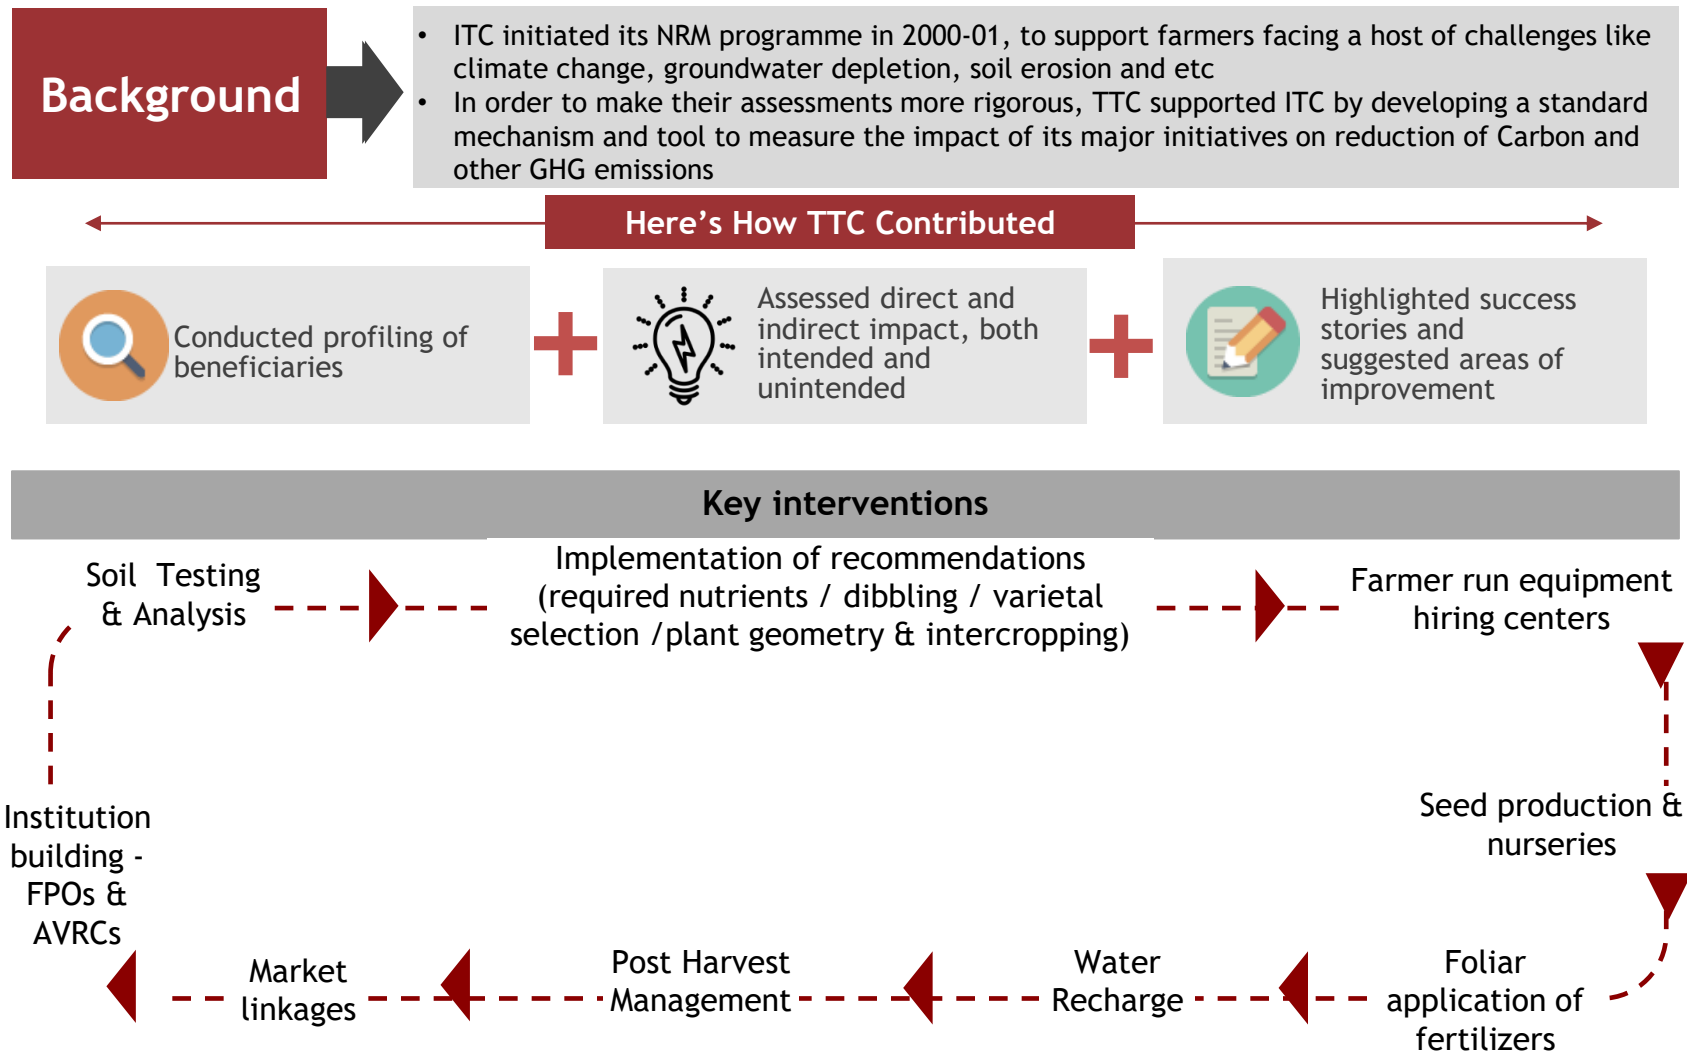 Background
• ITC initiated its NRM programme in 2000-01, to support farmers facing a host of challenges like
climate change, groundwater depletion, soil erosion and etc
• In order to make their assessments more rigorous, TTC supported ITC by developing a standard
mechanism and tool to measure the impact of its major initiatives on reduction of Carbon and
other GHG emissions
Here's How TTC Contributed
Conducted profiling of
beneficiaries
Assessed direct and
indirect impact, both
intended and
unintended
Highlighted success
stories and
suggested areas of
improvement
Key interventions
Soil Testing
& Analysis
Implementation of recommendations
(required nutrients / dibbling / varietal
selection /plant geometry & intercropping)
Farmer run equipment
hiring centers
Seed production &
nurseries
Foliar
application of
fertilizers
Water
Recharge
Post Harvest
Management
Market
linkages
Institution
building -
FPOs &
AVRCs